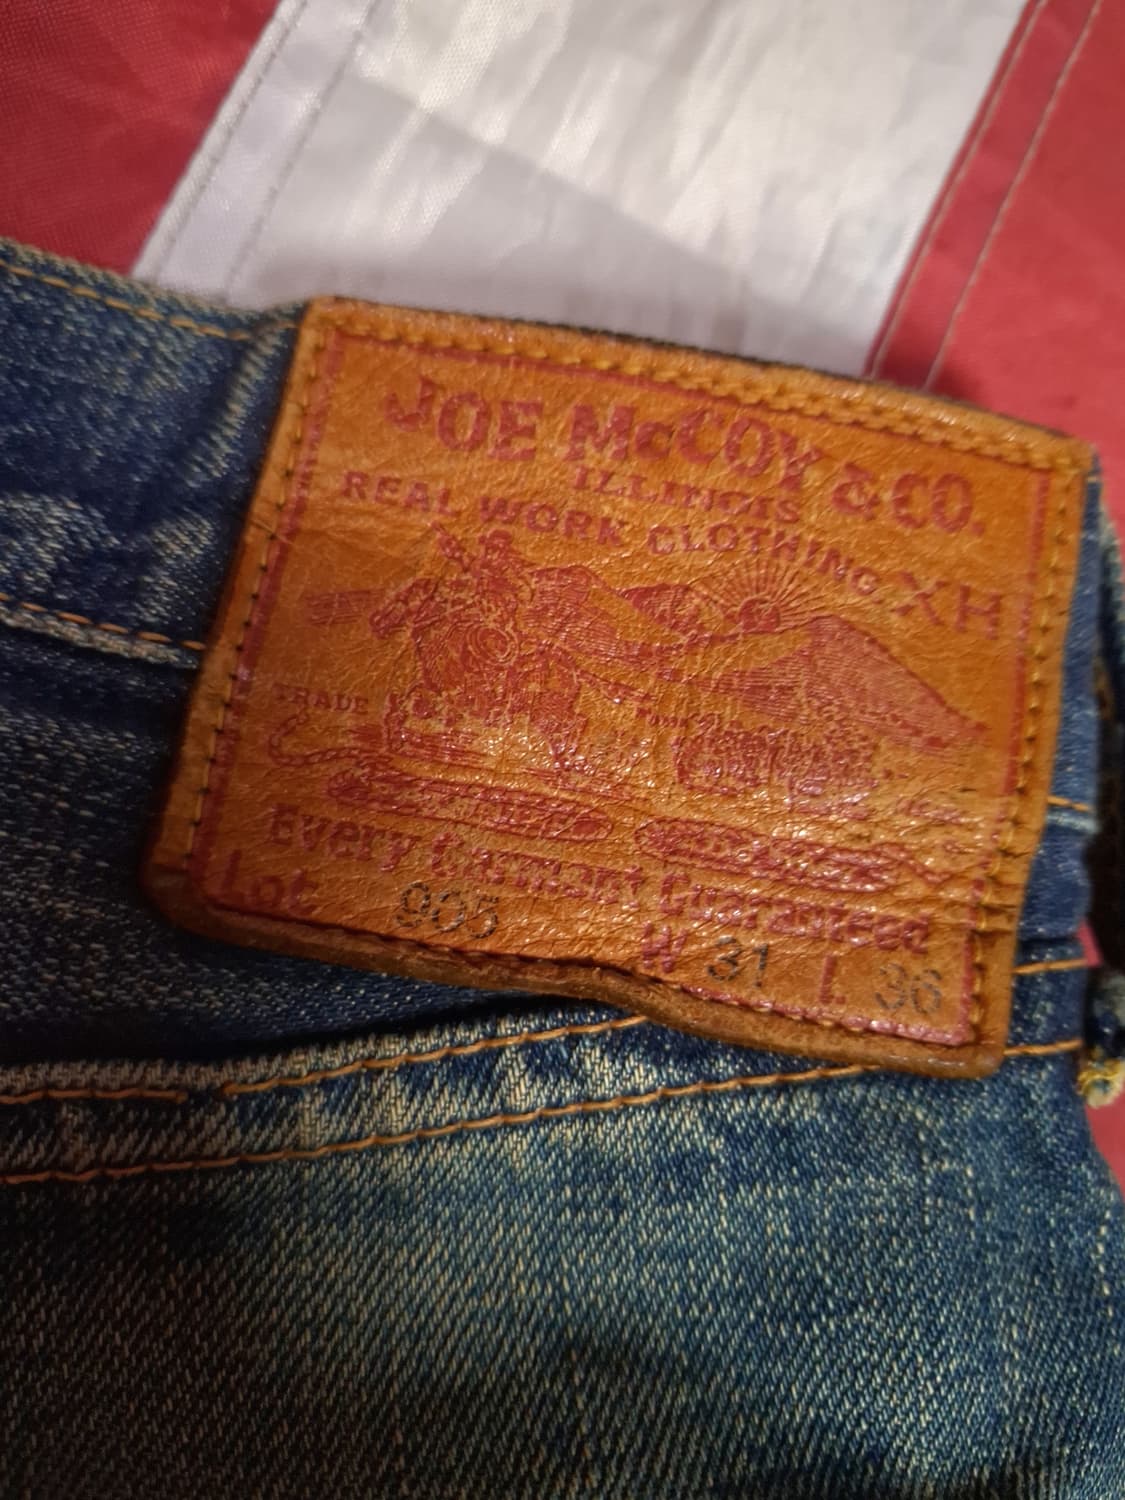 JOE McCOY & CO.
ILLINOIS
REAL WORK CLOTHING XH
TRADE
Every Garment Guaranteed
Lot 905 W 31 L 36